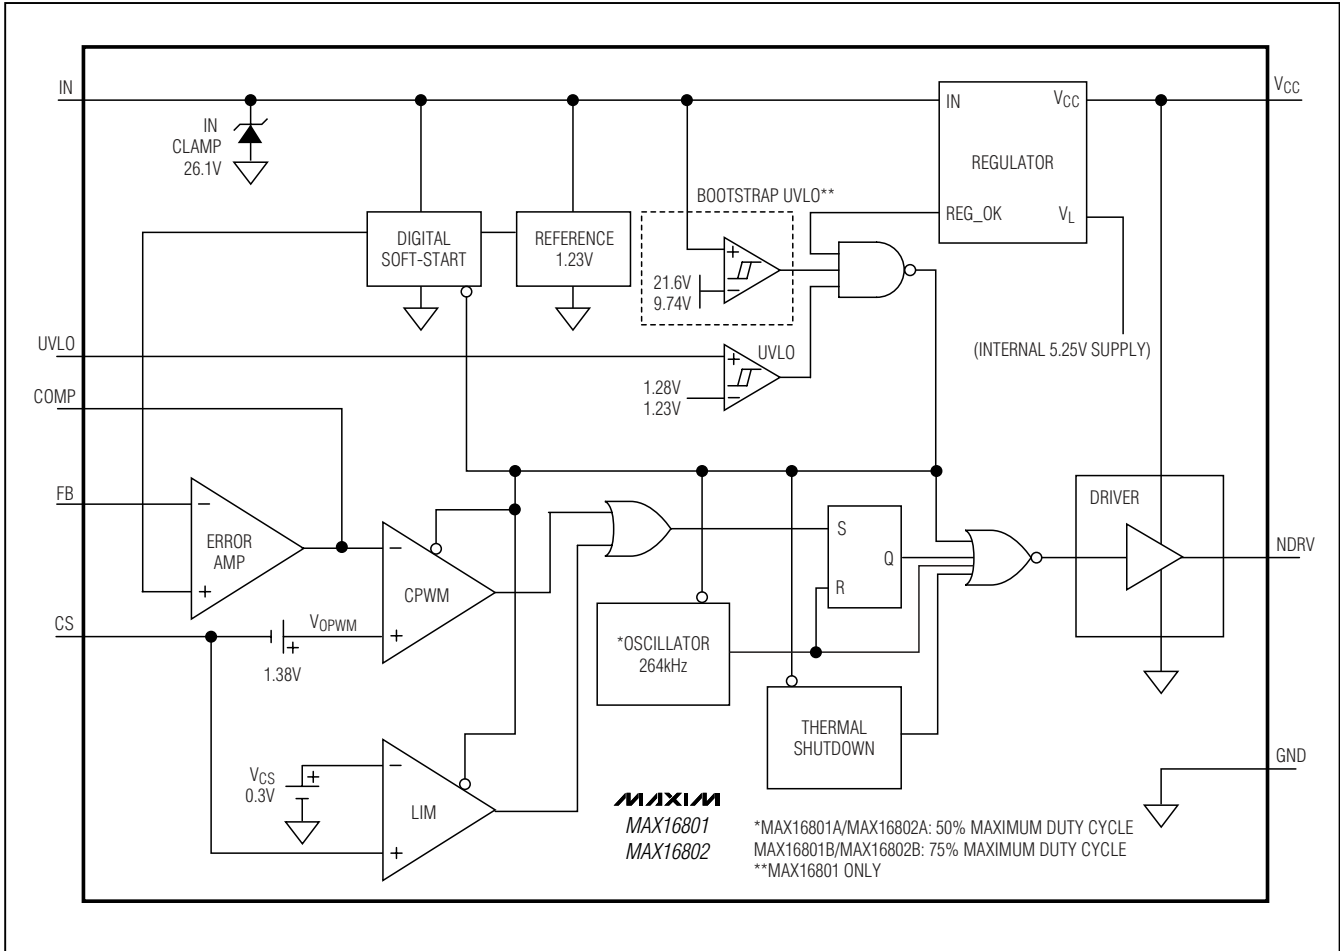 IN
VCC
IN
CLAMP
26.1V
IN
VCC
REGULATOR
REG_OK
VL
BOOTSTRAP UVLO**
DIGITAL
SOFT-START
REFERENCE
1.23V
+
21.6V
9.74V
−
(INTERNAL 5.25V SUPPLY)
UVLO
+
UVLO
1.28V
1.23V
−
COMP
FB
−
ERROR
AMP
+
−
CPWM
+
S
Q
R
DRIVER
NDRV
CS
VOPWM
+
1.38V
*OSCILLATOR
264kHz
THERMAL
SHUTDOWN
GND
VCS
0.3V
+
−
LIM
+
MAXIM
MAX16801
MAX16802
*MAX16801A/MAX16802A: 50% MAXIMUM DUTY CYCLE
MAX16801B/MAX16802B: 75% MAXIMUM DUTY CYCLE
**MAX16801 ONLY